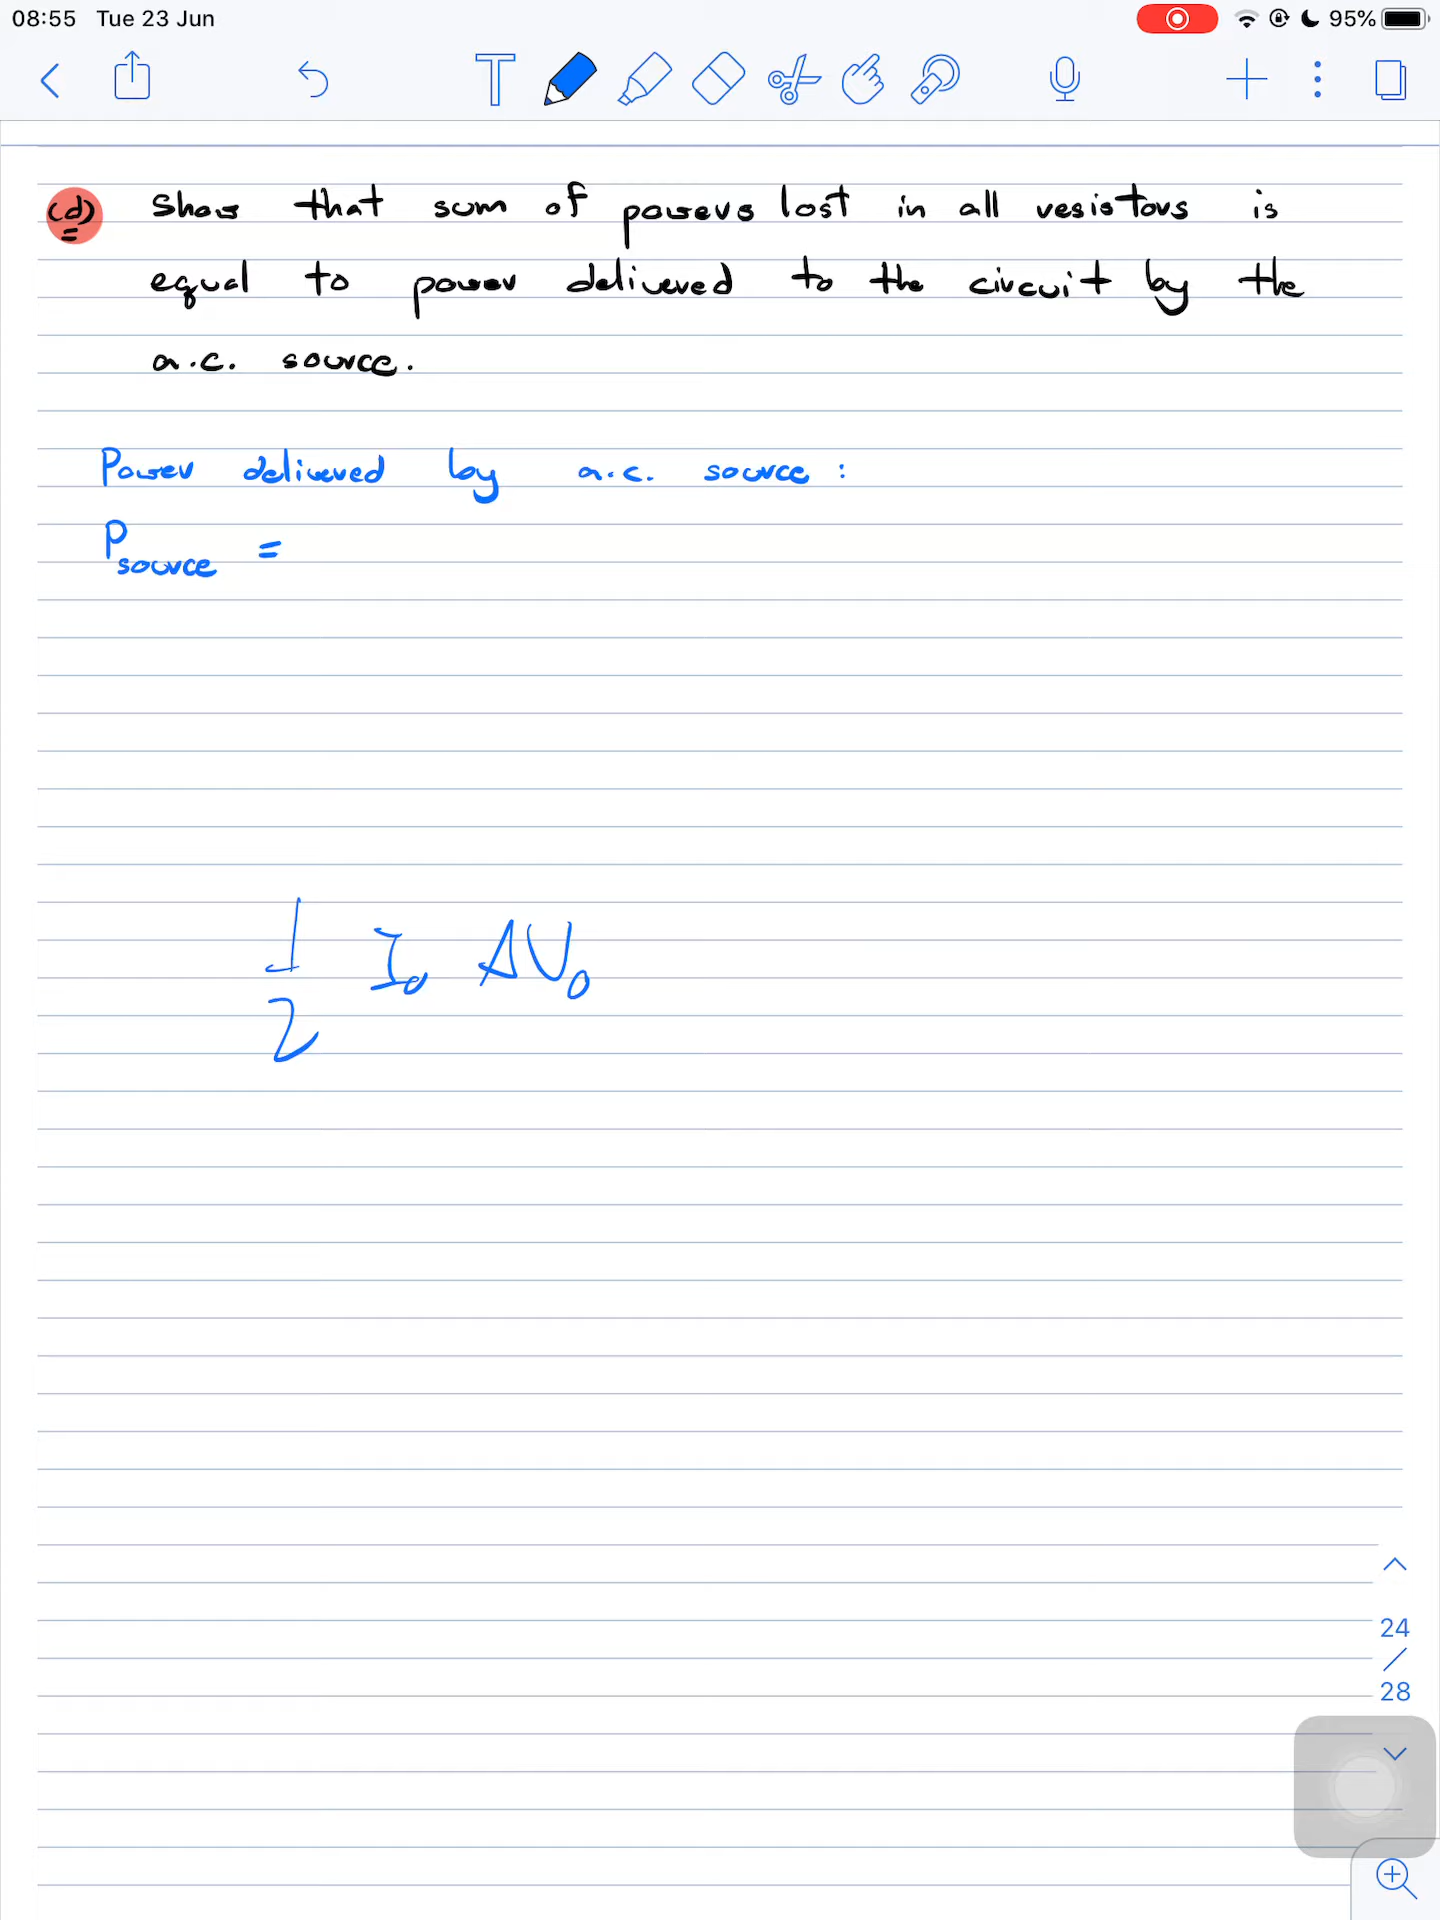 08:55 Tue 23 Jun
95%
(d) Show that sum of powers lost in all resistors is
equal to power delivered to the circuit by the
a.c. source.
Power delivered by a.c. source :
P source =
1/2 I₀ ΔV₀
24
/
28